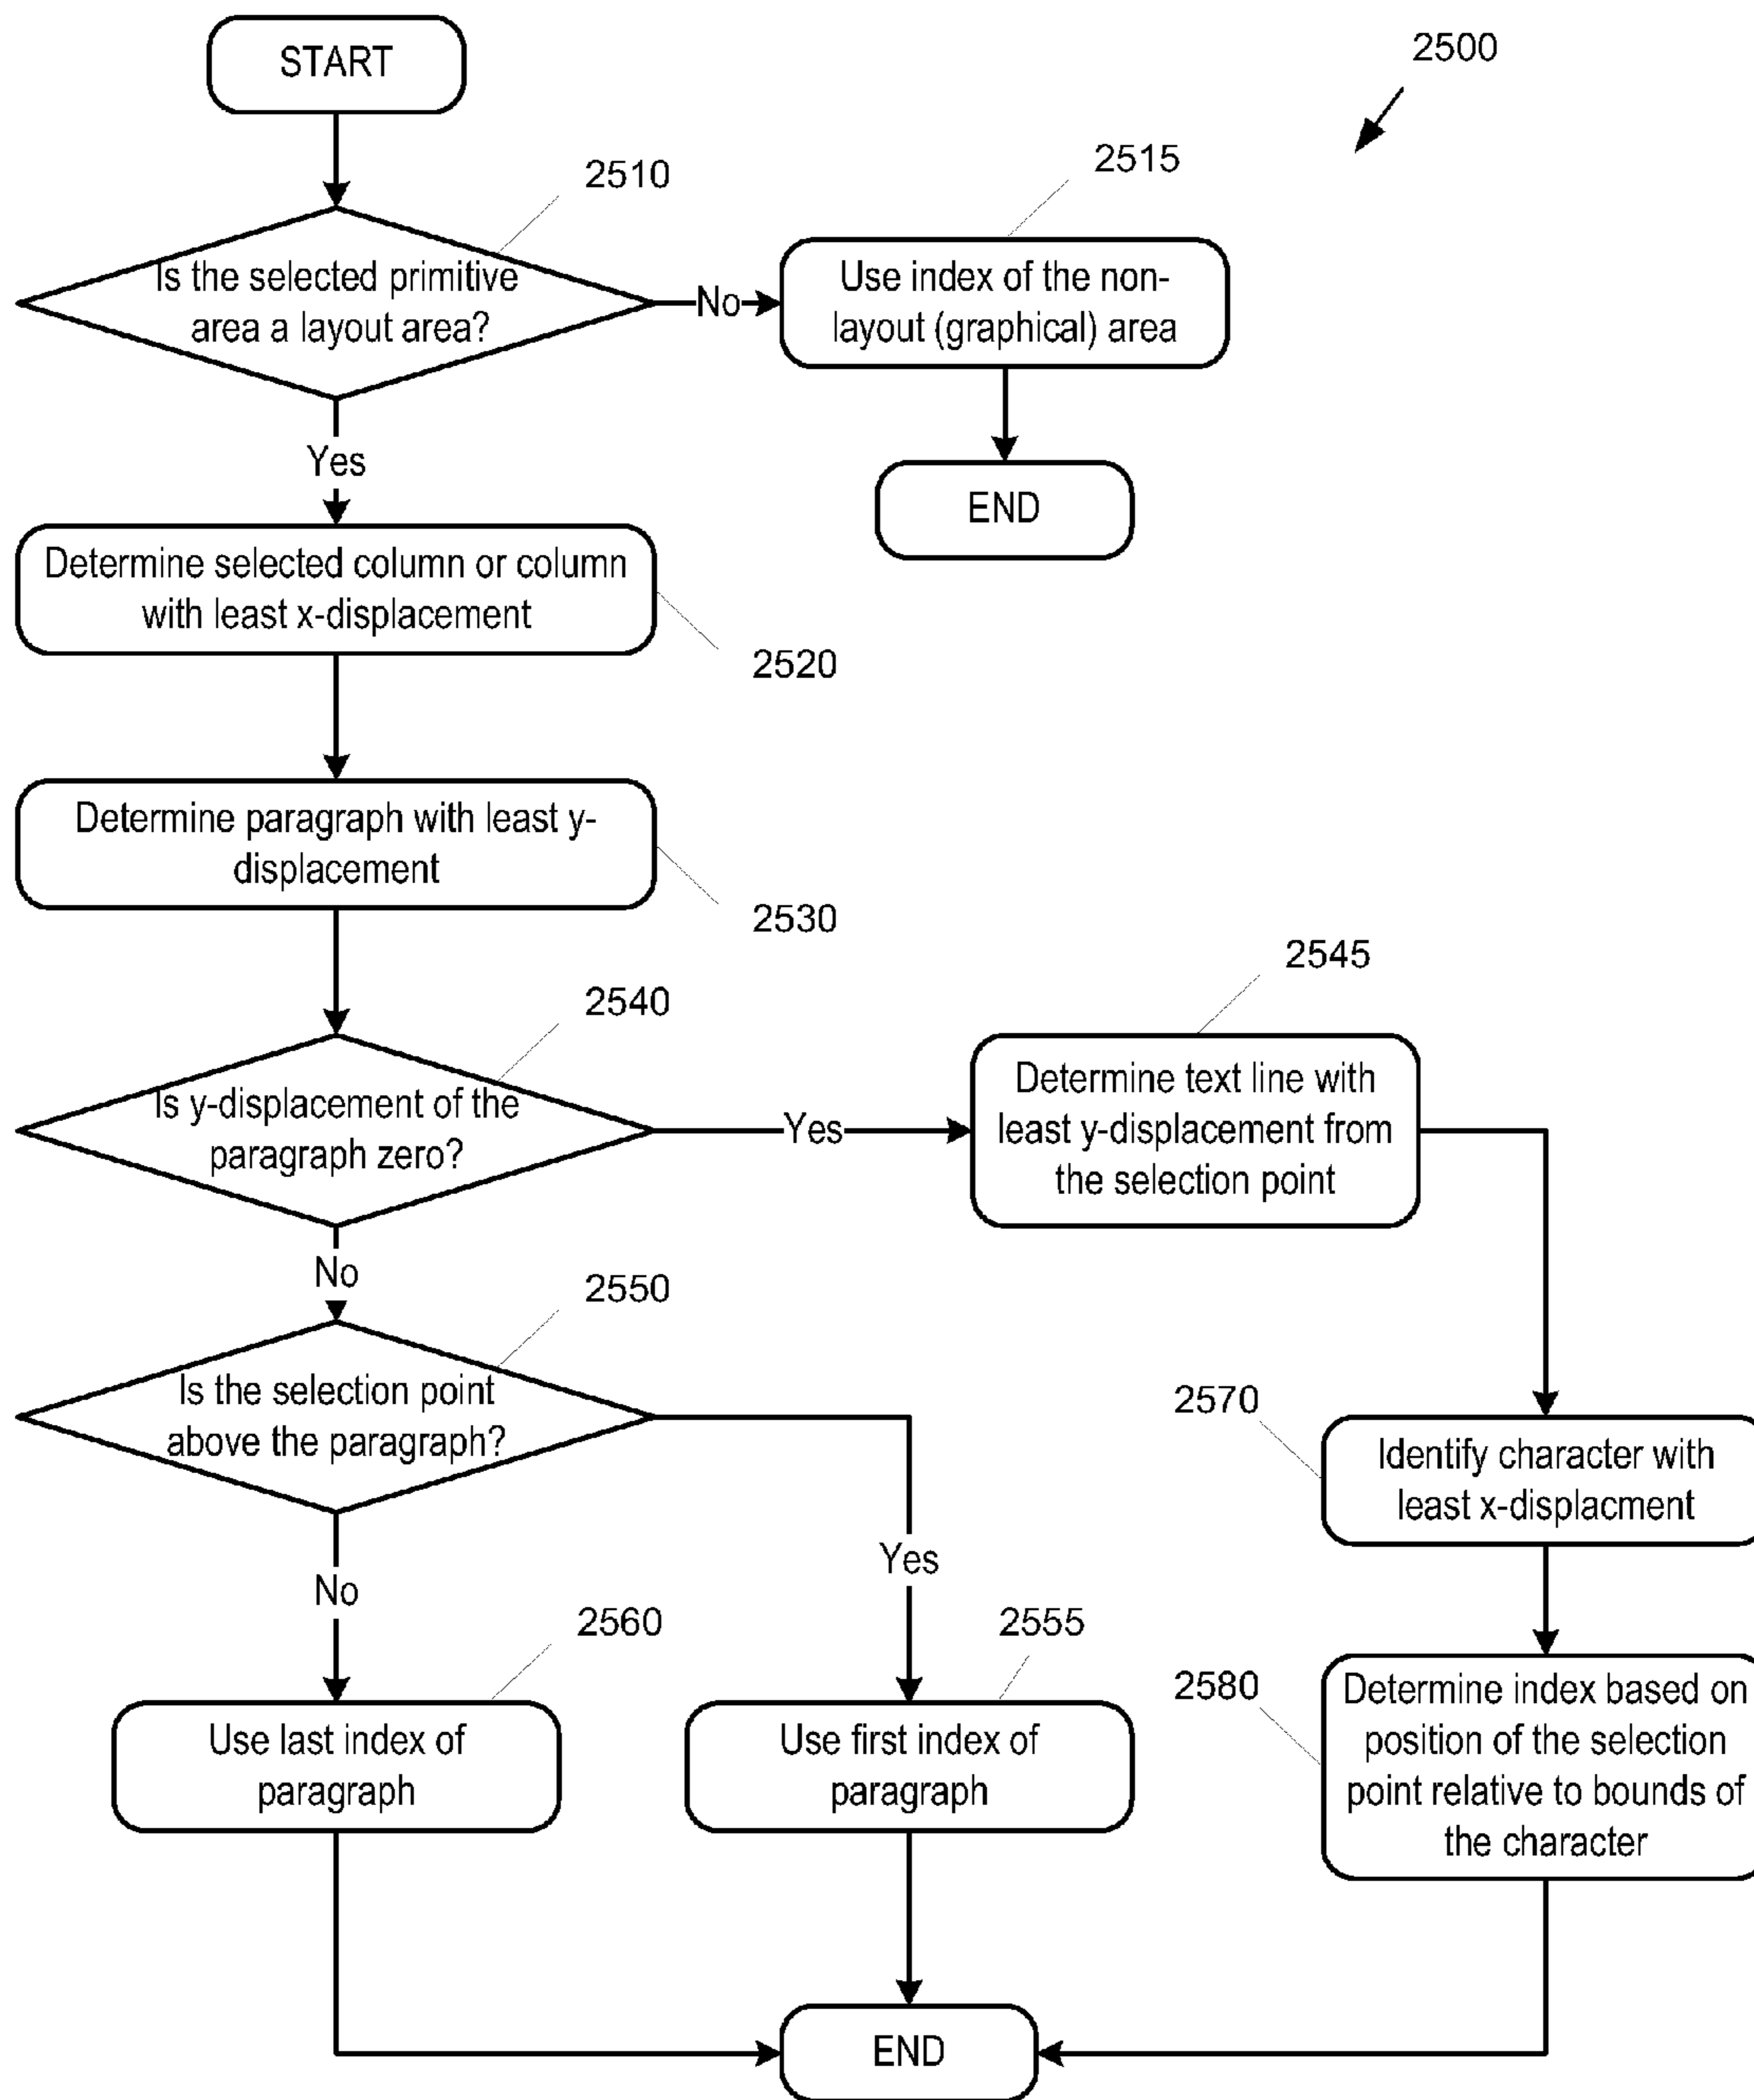 START
2500
2510
2515
Is the selected primitive
area a layout area?
No
Use index of the non-
layout (graphical) area
Yes
END
Determine selected column or column
with least x-displacement
2520
Determine paragraph with least y-
displacement
2530
2545
2540
Is y-displacement of the
paragraph zero?
Yes
Determine text line with
least y-displacement from
the selection point
No
2550
Is the selection point
above the paragraph?
2570
Identify character with
least x-displacment
Yes
No
2560
2555
2580
Use last index of
paragraph
Use first index of
paragraph
Determine index based on
position of the selection
point relative to bounds of
the character
END